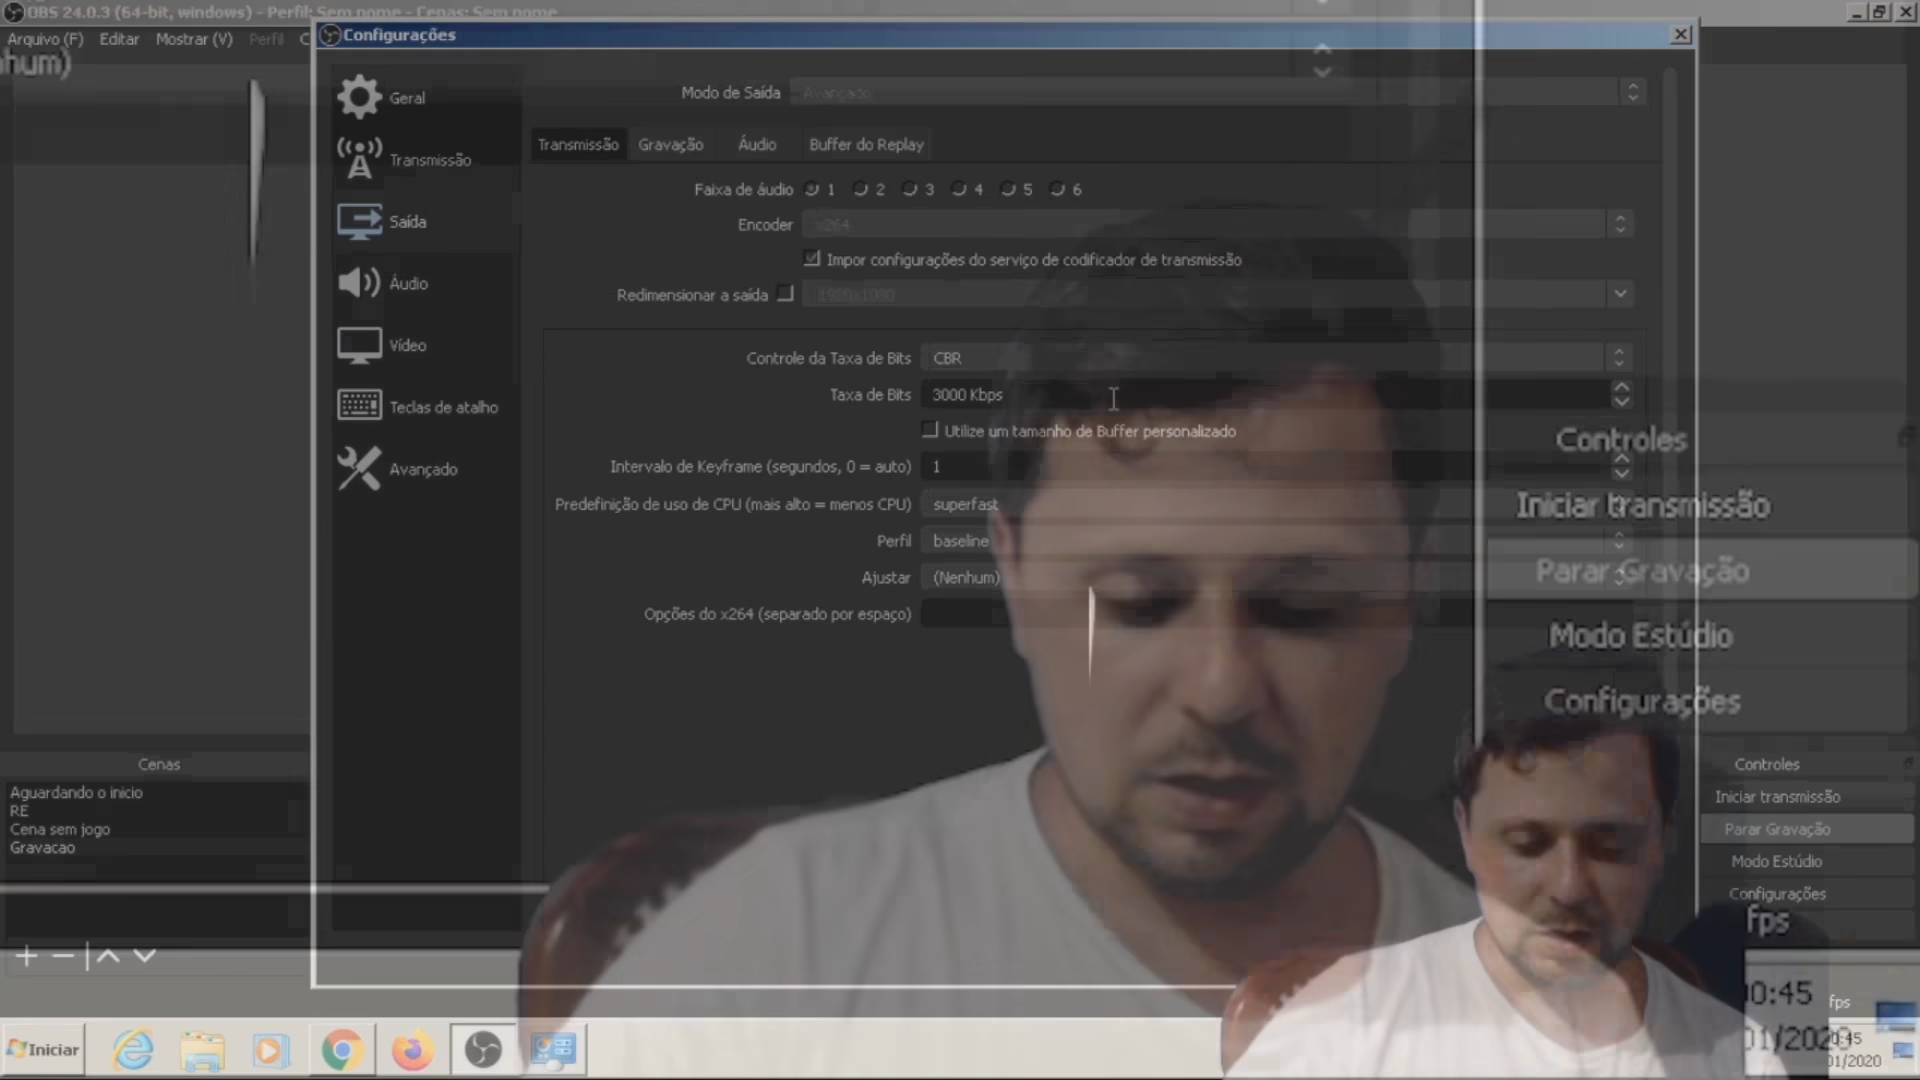 OBS 24.0.3 (64-bit, windows) - Perfil: Sem nome - Cenas: Sem nome
Arquivo (F) Editar Mostrar (V) Perfil
Configurações
Geral
Transmissão
Saída
Áudio
Vídeo
Teclas de atalho
Avançado
Modo de Saída Avançado
Transmissão Gravação Áudio Buffer do Replay
Faixa de áudio 1 2 3 4 5 6
Encoder x264
Impor configurações do serviço de codificador de transmissão
Redimensionar a saída 1920x1080
Controle da Taxa de Bits CBR
Taxa de Bits 3000 Kbps
Utilize um tamanho de Buffer personalizado
Intervalo de Keyframe (segundos, 0 = auto) 1
Predefinição de uso de CPU (mais alto = menos CPU) superfast
Perfil baseline
Ajustar (Nenhum)
Opções do x264 (separado por espaço)
Controles
Iniciar transmissão
Parar Gravação
Modo Estúdio
Configurações
Cenas
Aguardando o inicio
RE
Cena sem jogo
Gravacao
Controles
Iniciar transmissão
Parar Gravação
Modo Estúdio
Configurações
fps
fps
Iniciar